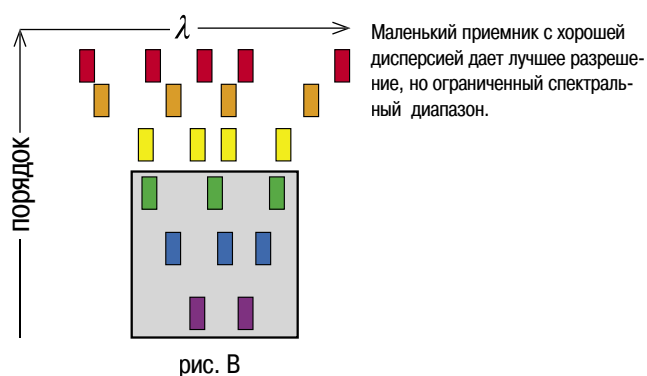 λ
Маленький приемник с хорошей
дисперсией дает лучшее разреше-
ние, но ограниченный спектраль-
ный диапазон.
порядок
рис. В